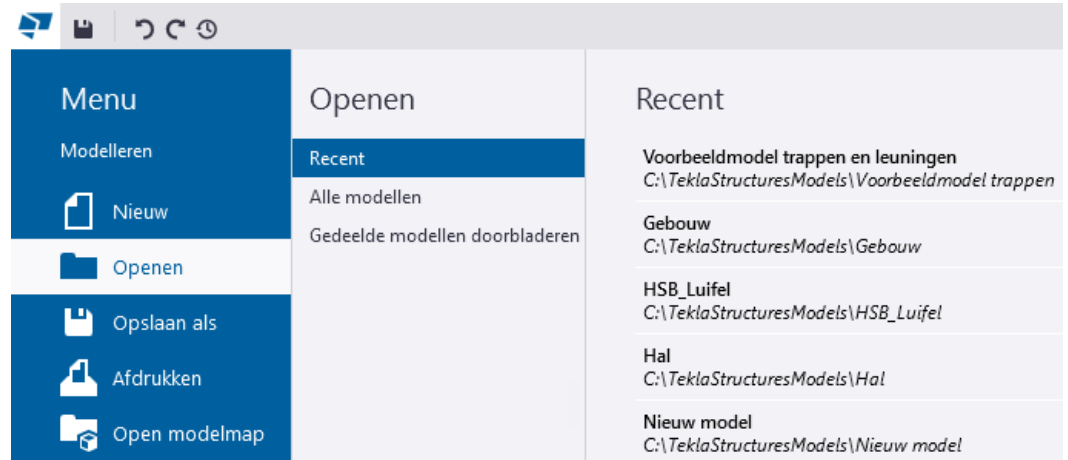 Menu
Modelleren
Nieuw
Openen
Opslaan als
Afdrukken
Open modelmap
Openen
Recent
Alle modellen
Gedeelde modellen doorbladeren
Recent
Voorbeeldmodel trappen en leuningen
C:\TeklaStructuresModels\Voorbeeldmodel trappen
Gebouw
C:\TeklaStructuresModels\Gebouw
HSB_Luifel
C:\TeklaStructuresModels\HSB_Luifel
Hal
C:\TeklaStructuresModels\Hal
Nieuw model
C:\TeklaStructuresModels\Nieuw model